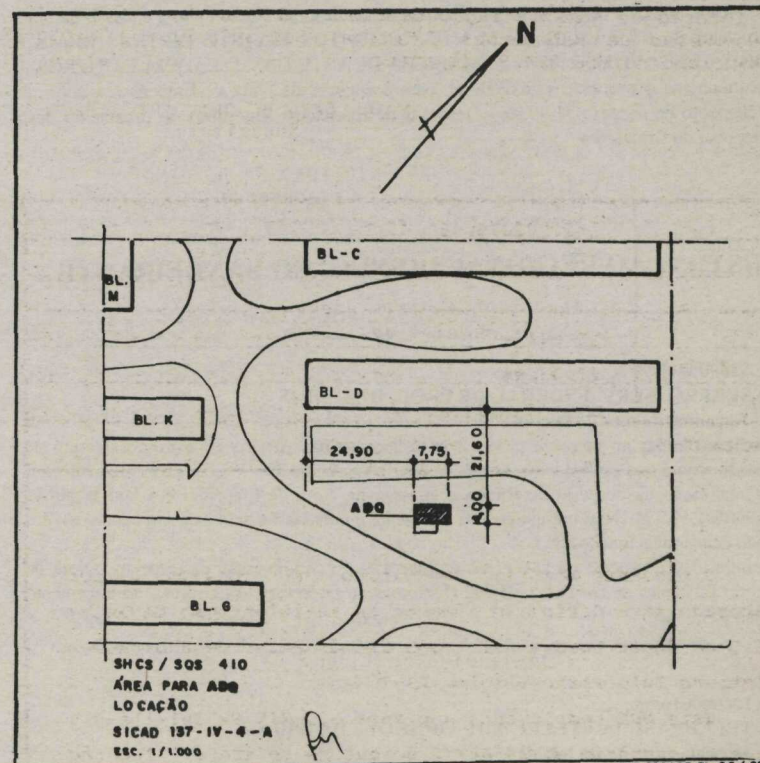 N
BL-C
BL.
M
BL-D
BL. K
24,90
7,75
21,60
4,00
ABQ
BL-G
SHCS / SQS 410
ÁREA PARA ABQ
LOCAÇÃO
SICAD 137-IV-4-A
ESC. 1/1.000